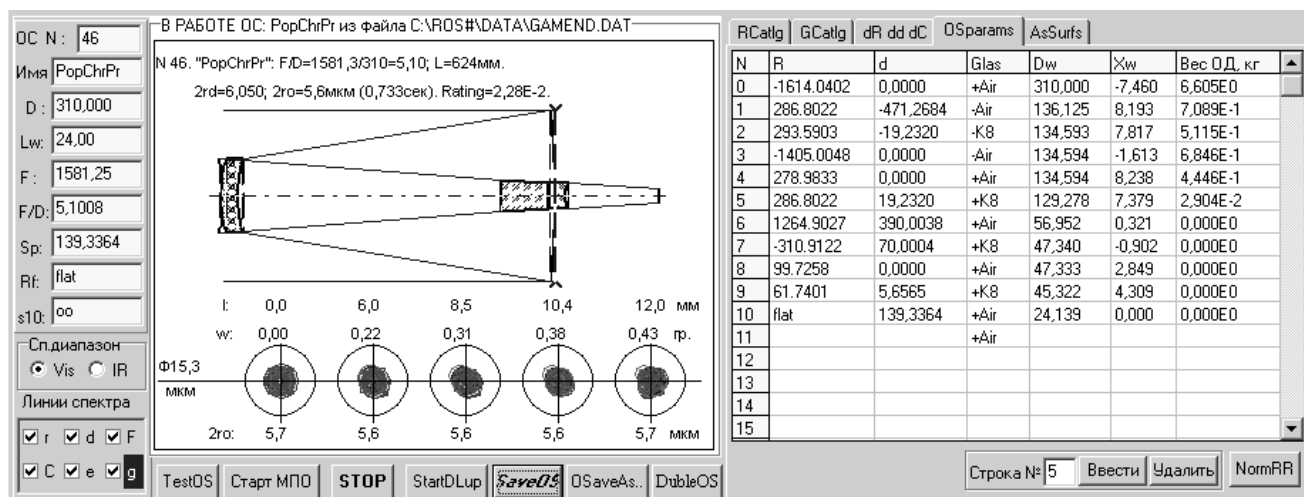 ОС N : 46
Имя PopChrPr
D : 310,000
Lw: 24,00
F : 1581,25
F/D: 5,1008
Sp: 139,3364
Rf: flat
s10: oo
Сп.диапазон
Vis IR
Линии спектра
r d F
C e g
В РАБОТЕ ОС: PopChrPr из файла C:\ROS#\DATA\GAMEND.DAT
N 46. "PopChrPr": F/D=1581,3/310=5,10; L=624мм.
2rd=6,050; 2ro=5,6мкм (0,733сек). Rating=2,28E-2.
l: 0,0 6,0 8,5 10,4 12,0 мм
w: 0,00 0,22 0,31 0,38 0,43 гр.
Ф15,3
мкм
2ro: 5,7 5,6 5,6 5,6 5,7 мкм
TestOS Старт МПО STOP StartDLup SaveOS OSaveAs.. DubleOS
RCatlg GCatlg dR dd dC OSparams AsSurfs
N R d Glas Dw Xw Вес ОД, кг
0 -1614.0402 0,0000 +Air 310,000 -7,460 6,605E0
1 286.8022 -471,2684 -Air 136,125 8,193 7,089E-1
2 293.5903 -19,2320 -K8 134,593 7,817 5,115E-1
3 -1405.0048 0,0000 -Air 134,594 -1,613 6,846E-1
4 278.9833 0,0000 +Air 134,594 8,238 4,446E-1
5 286.8022 19,2320 +K8 129,278 7,379 2,904E-2
6 1264.9027 390,0038 +Air 56,952 0,321 0,000E0
7 -310.9122 70,0004 +K8 47,340 -0,902 0,000E0
8 99.7258 0,0000 +Air 47,333 2,849 0,000E0
9 61.7401 5,6565 +K8 45,322 4,309 0,000E0
10 flat 139,3364 +Air 24,139 0,000 0,000E0
11 +Air
12
13
14
15
Строка № 5 Ввести Удалить NormRR